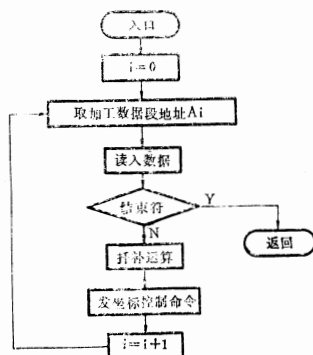 入口
i=0
取加工数据段地址Ai
读入数据
结束符
Y
N
返回
插补运算
发坐标控制命令
i=i+1